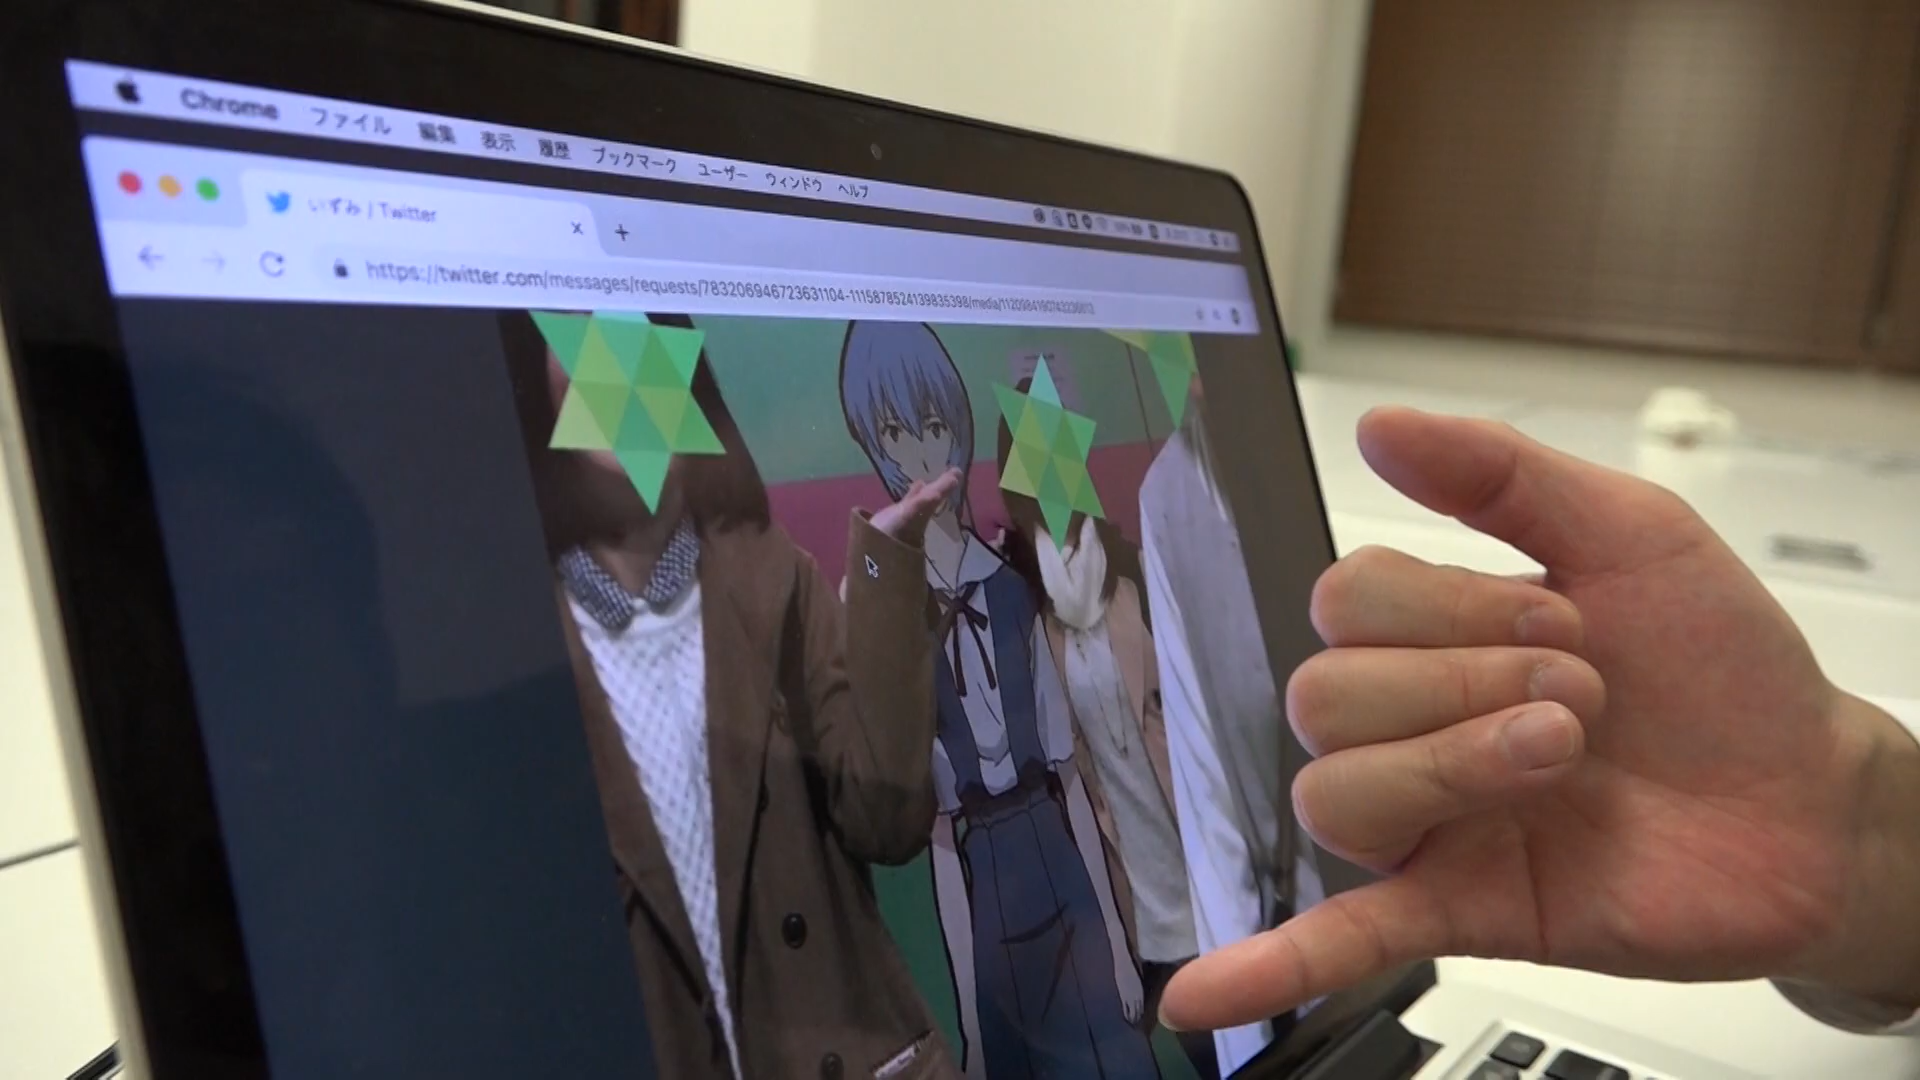 Chrome ファイル 編集 表示 履歴 ブックマーク ユーザー ウィンドウ ヘルプ
いずみ / Twitter
https://twitter.com/messages/requests/783206946723631104-1115878524139835398/media/